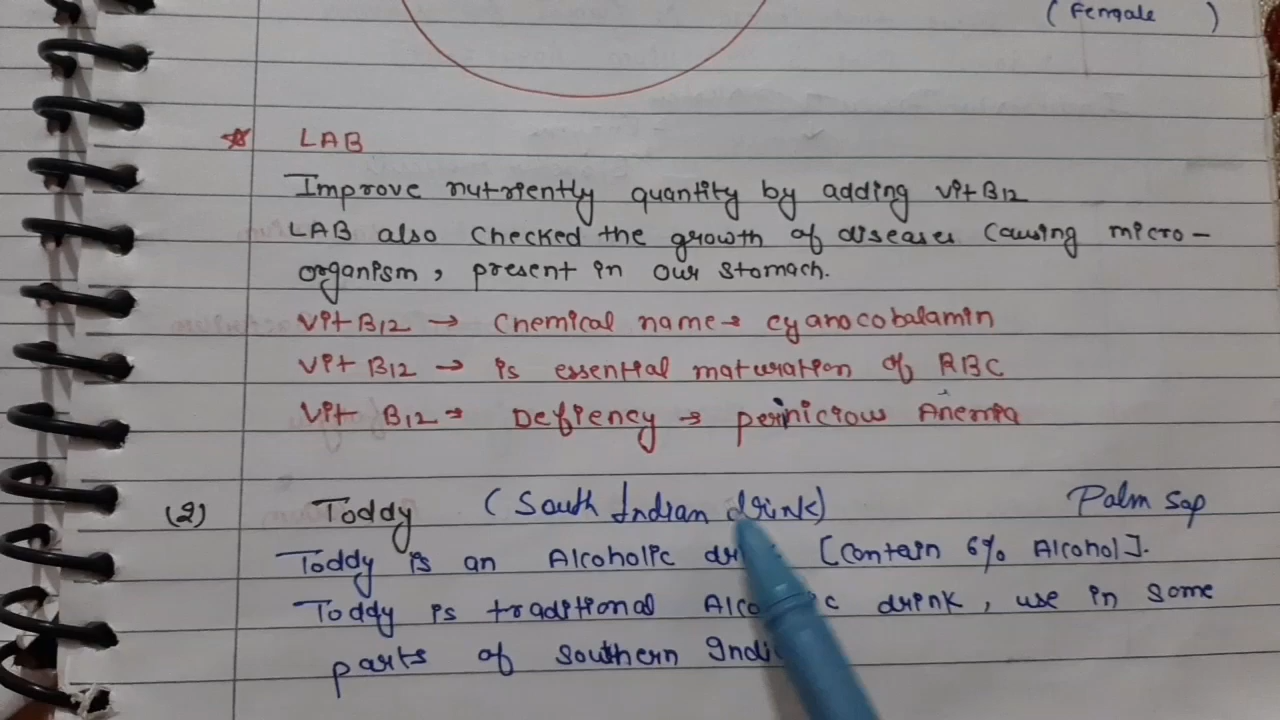 ( Female )
LAB
Improve nutriently quantity by adding vit B12
LAB also checked the growth of diseases causing micro-
organism, present in our stomach.
Vit B12 → Chemical name → cyanocobalamin
Vit B12 → is essential maturation of RBC
Vit B12 → Defiency → pernicious Anemia
(2) Toddy (South Indian drink) Palm sap
Toddy is an Alcoholic [contain 6% Alcohol].
Toddy is traditional drink, use in some
parts of southern